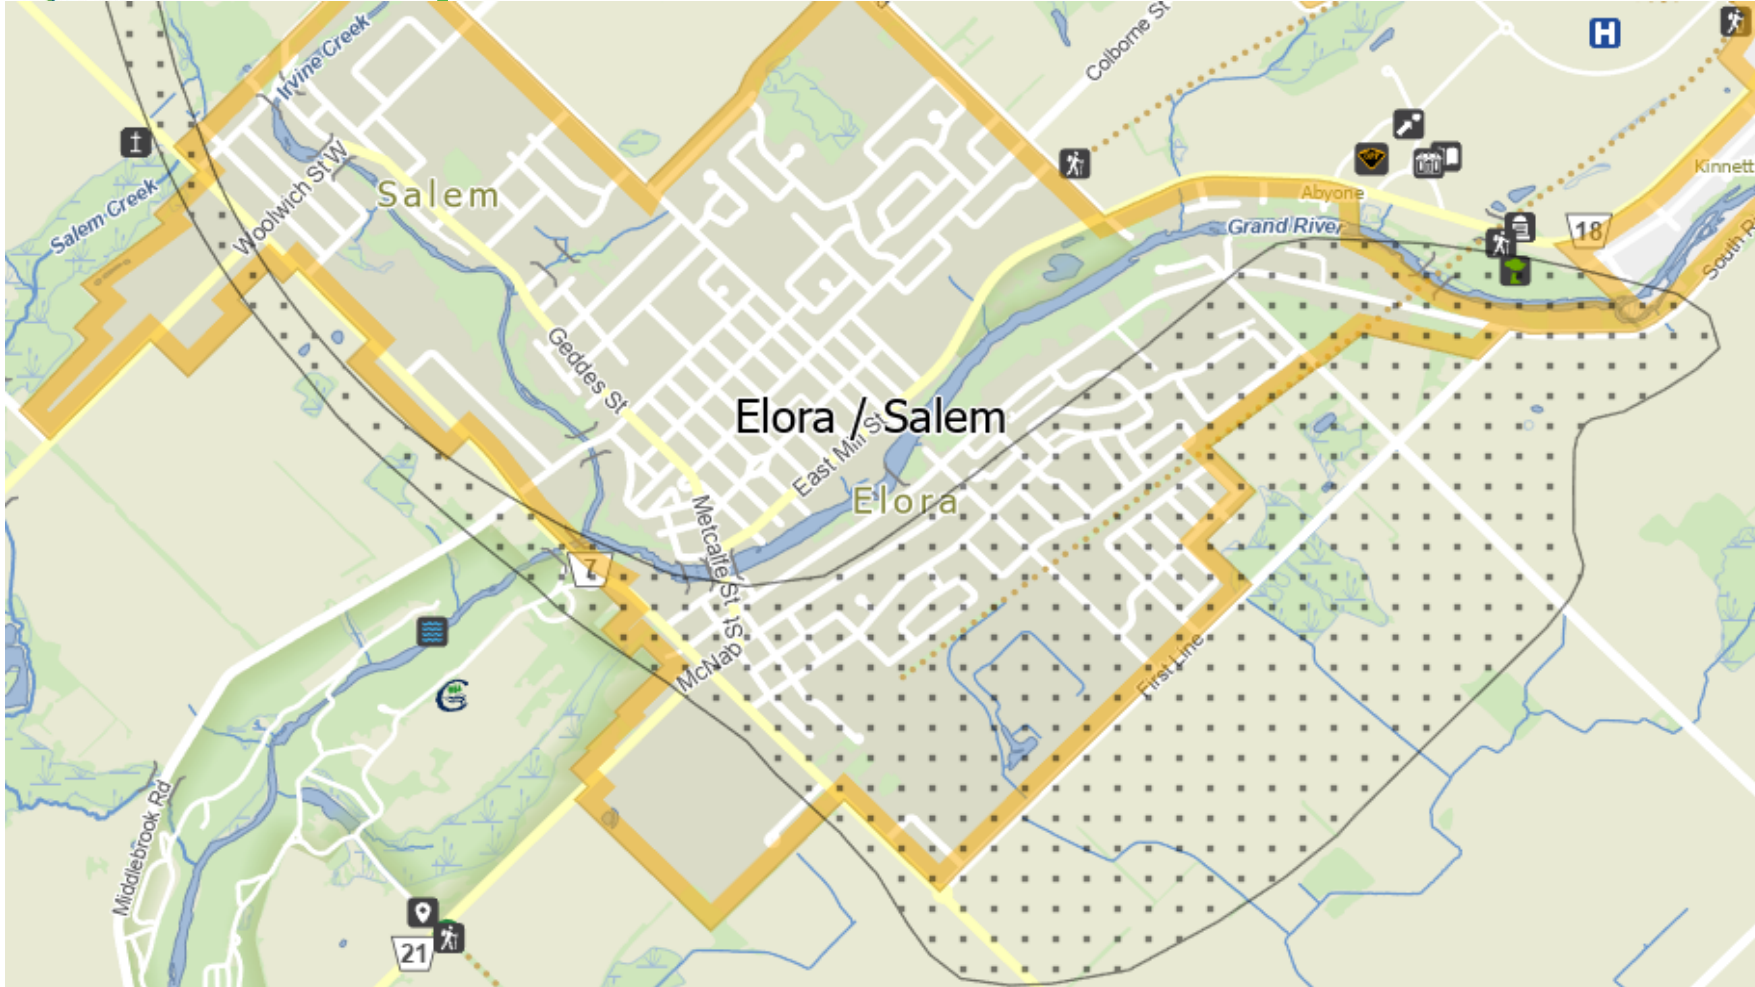 Colborne St
H
Irvine Creek
Kinnett
Salem
Abyone
Woolwich St W
Salem Creek
Grand River
18
South R
Geddes St
Elora / Salem
East Mill St
Elora
Metcalfe St
7
St
McNab
First Line
Middlebrook Rd
21